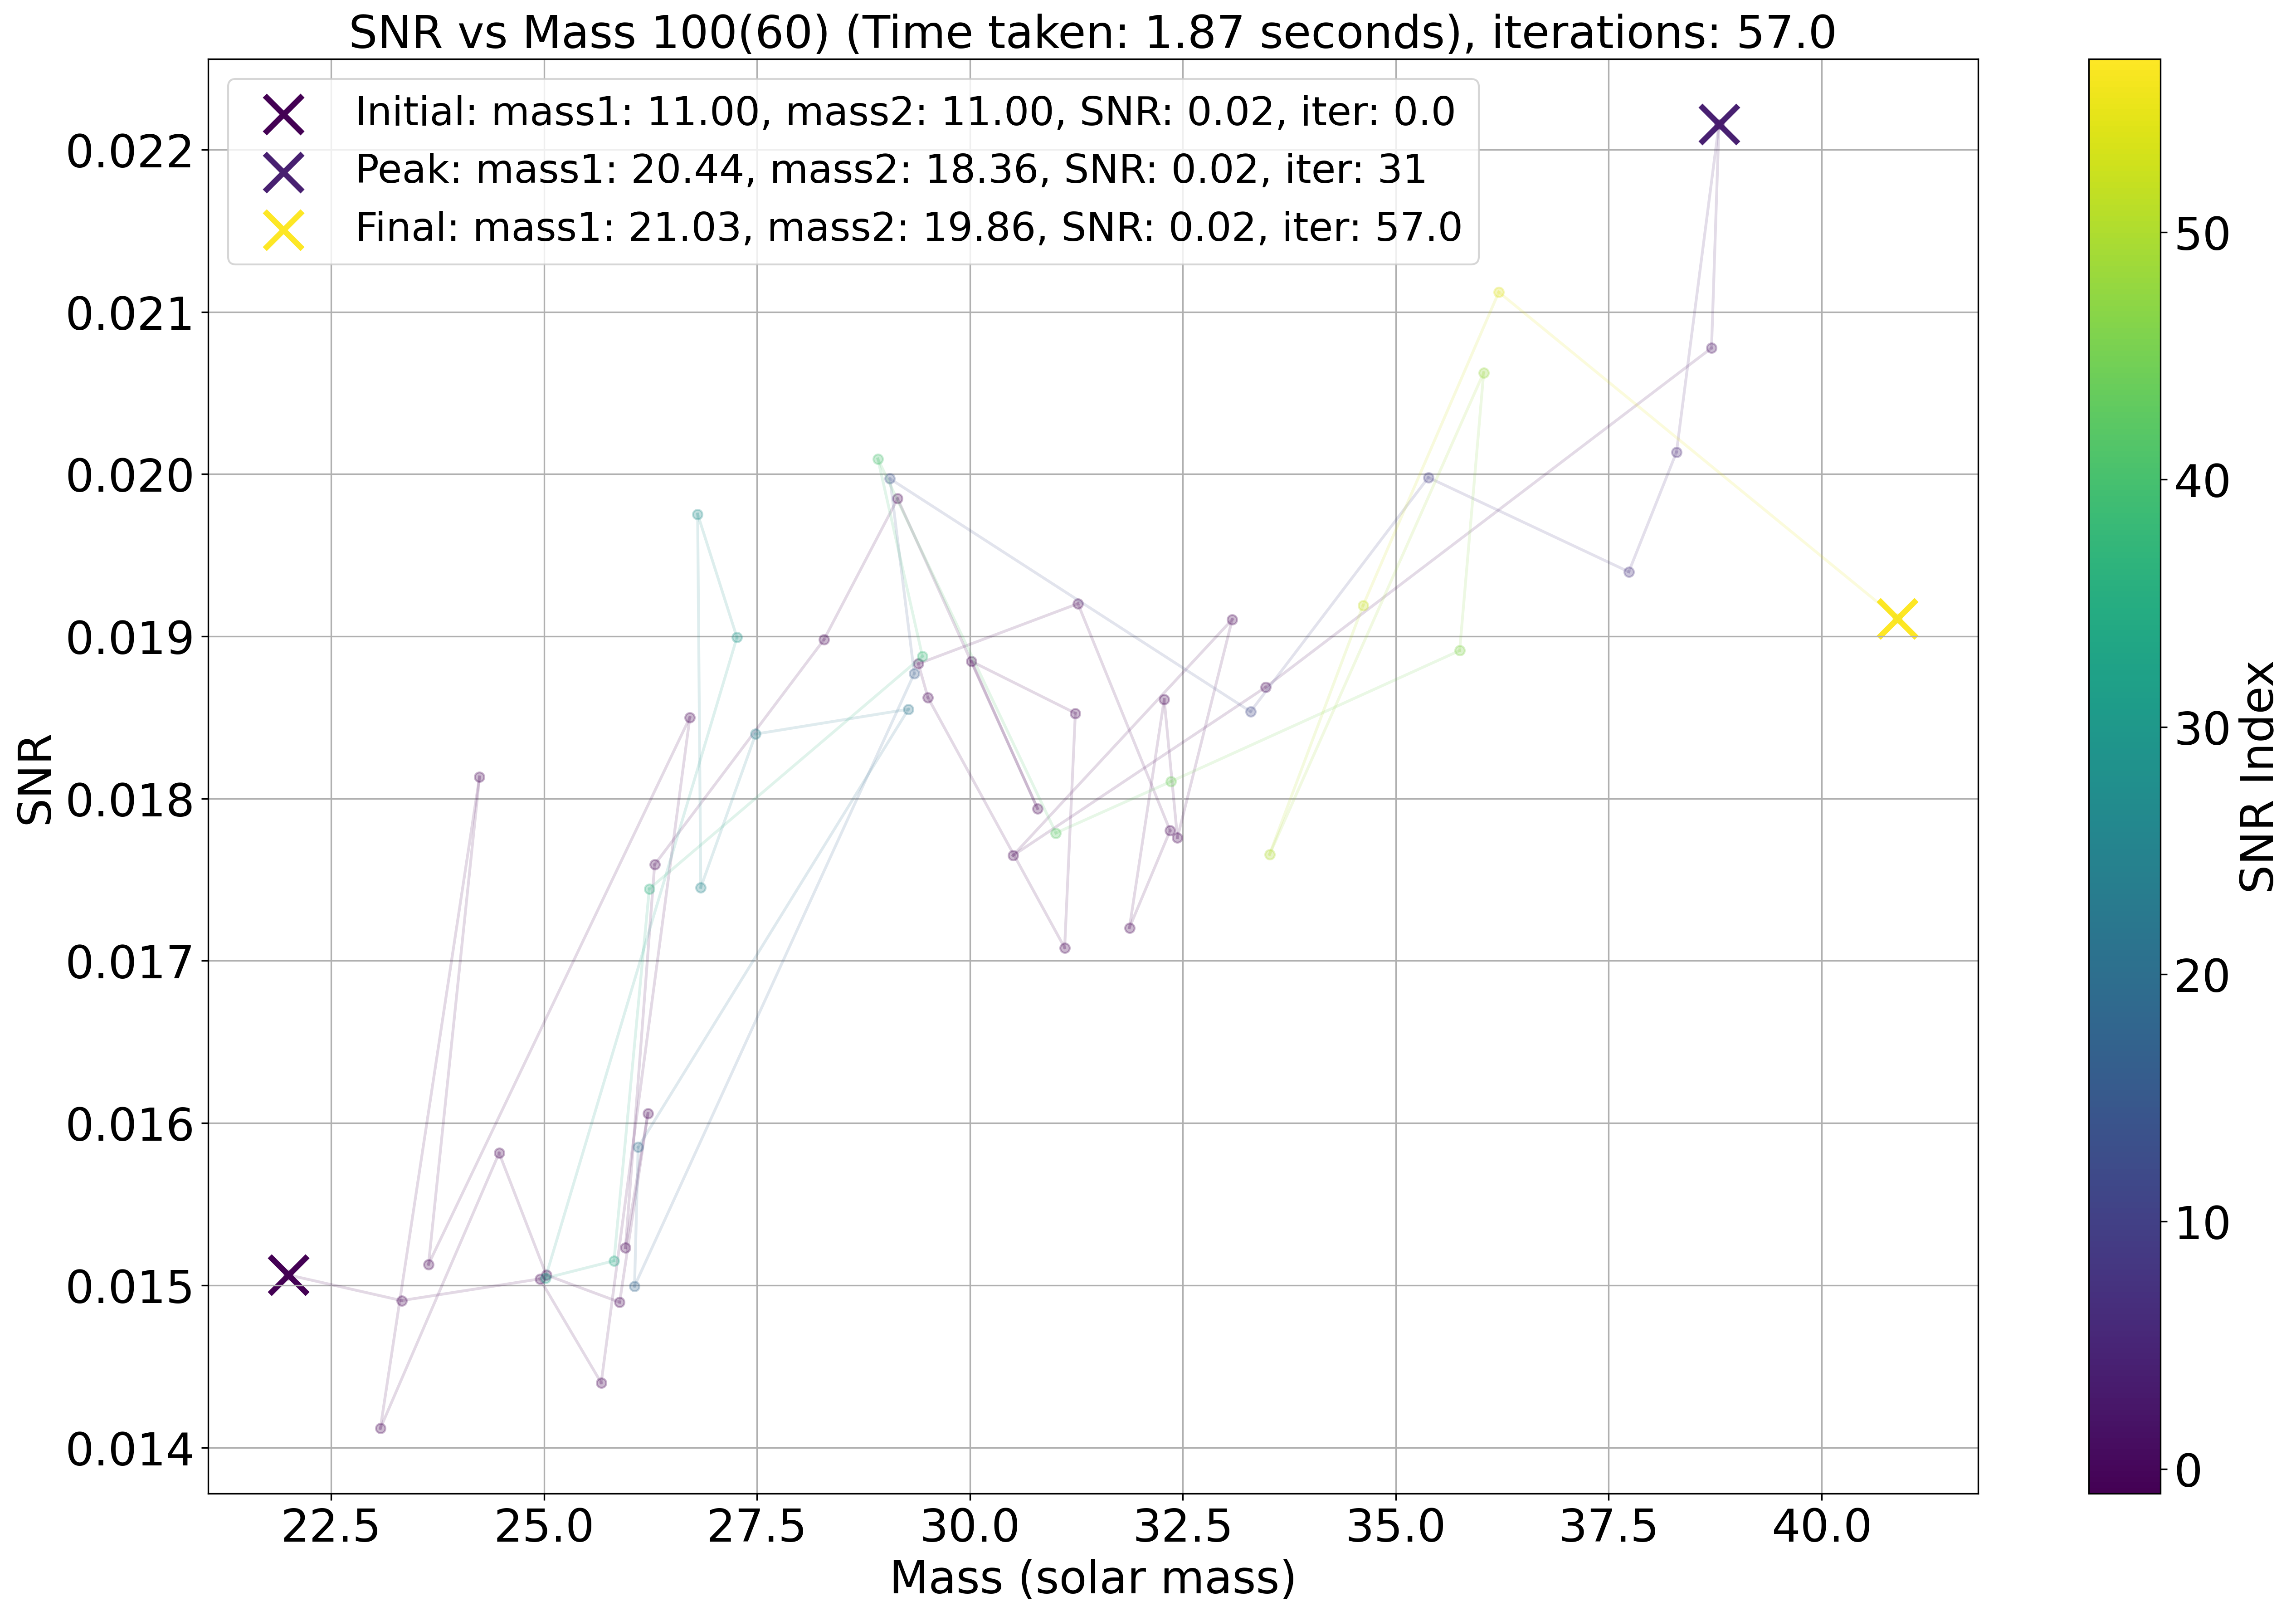 SNR vs Mass 100(60) (Time taken: 1.87 seconds), iterations: 57.0
Initial: mass1: 11.00, mass2: 11.00, SNR: 0.02, iter: 0.0
Peak: mass1: 20.44, mass2: 18.36, SNR: 0.02, iter: 31
Final: mass1: 21.03, mass2: 19.86, SNR: 0.02, iter: 57.0
0.022
0.021
0.020
0.019
0.018
0.017
0.016
0.015
0.014
SNR
22.5 25.0 27.5 30.0 32.5 35.0 37.5 40.0
Mass (solar mass)
50
40
30
20
10
0
SNR Index